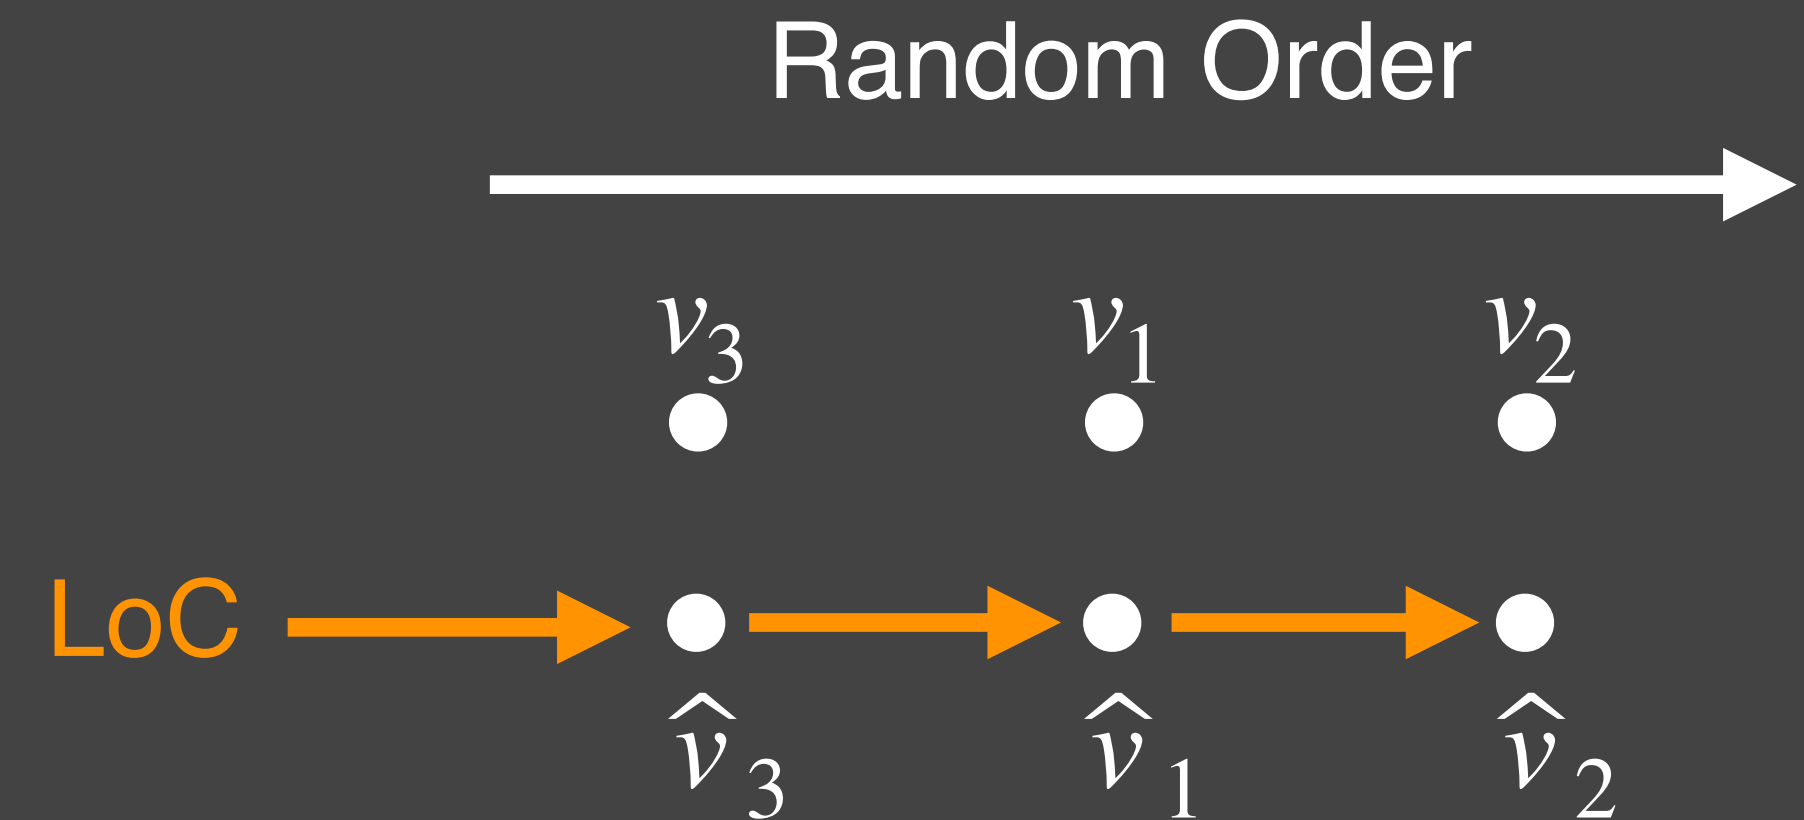 Random Order
v₃ v₁ v₂
LoC
v̂₃ v̂₁ v̂₂